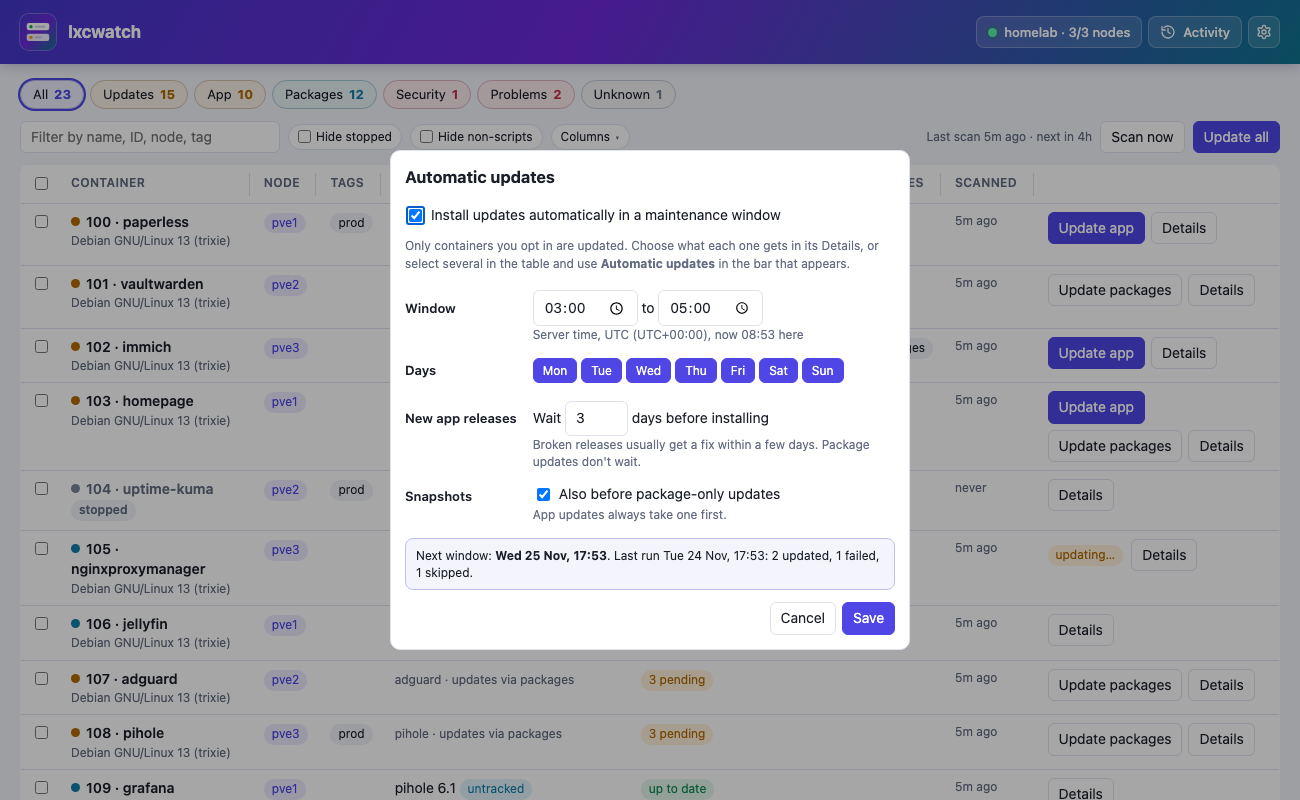 lxcwatch
homelab · 3/3 nodes
Activity
All 23
Updates 15
App 10
Packages 12
Security 1
Problems 2
Unknown 1
Filter by name, ID, node, tag
Hide stopped
Hide non-scripts
Columns
Last scan 5m ago · next in 4h
Scan now
Update all
CONTAINER
NODE
TAGS
SCANNED
100 · paperless
Debian GNU/Linux 13 (trixie)
pve1
prod
5m ago
Update app
Details
101 · vaultwarden
Debian GNU/Linux 13 (trixie)
pve2
5m ago
Update packages
Details
102 · immich
Debian GNU/Linux 13 (trixie)
pve3
5m ago
Update app
Details
103 · homepage
Debian GNU/Linux 13 (trixie)
pve1
5m ago
Update app
Update packages
Details
104 · uptime-kuma
stopped
pve2
prod
never
Details
105 ·
nginxproxymanager
Debian GNU/Linux 13 (trixie)
pve3
5m ago
updating...
Details
106 · jellyfin
Debian GNU/Linux 13 (trixie)
pve1
5m ago
Details
107 · adguard
Debian GNU/Linux 13 (trixie)
pve2
adguard · updates via packages
3 pending
5m ago
Update packages
Details
108 · pihole
Debian GNU/Linux 13 (trixie)
pve3
prod
pihole · updates via packages
3 pending
5m ago
Update packages
Details
109 · grafana
pve1
pihole 6.1 untracked
up to date
5m ago
Details
Automatic updates
Install updates automatically in a maintenance window
Only containers you opt in are updated. Choose what each one gets in its Details, or
select several in the table and use Automatic updates in the bar that appears.
Window
03:00 to 05:00
Server time, UTC (UTC+00:00), now 08:53 here
Days
Mon Tue Wed Thu Fri Sat Sun
New app releases
Wait 3 days before installing
Broken releases usually get a fix within a few days. Package
updates don't wait.
Snapshots
Also before package-only updates
App updates always take one first.
Next window: Wed 25 Nov, 17:53. Last run Tue 24 Nov, 17:53: 2 updated, 1 failed,
1 skipped.
Cancel
Save